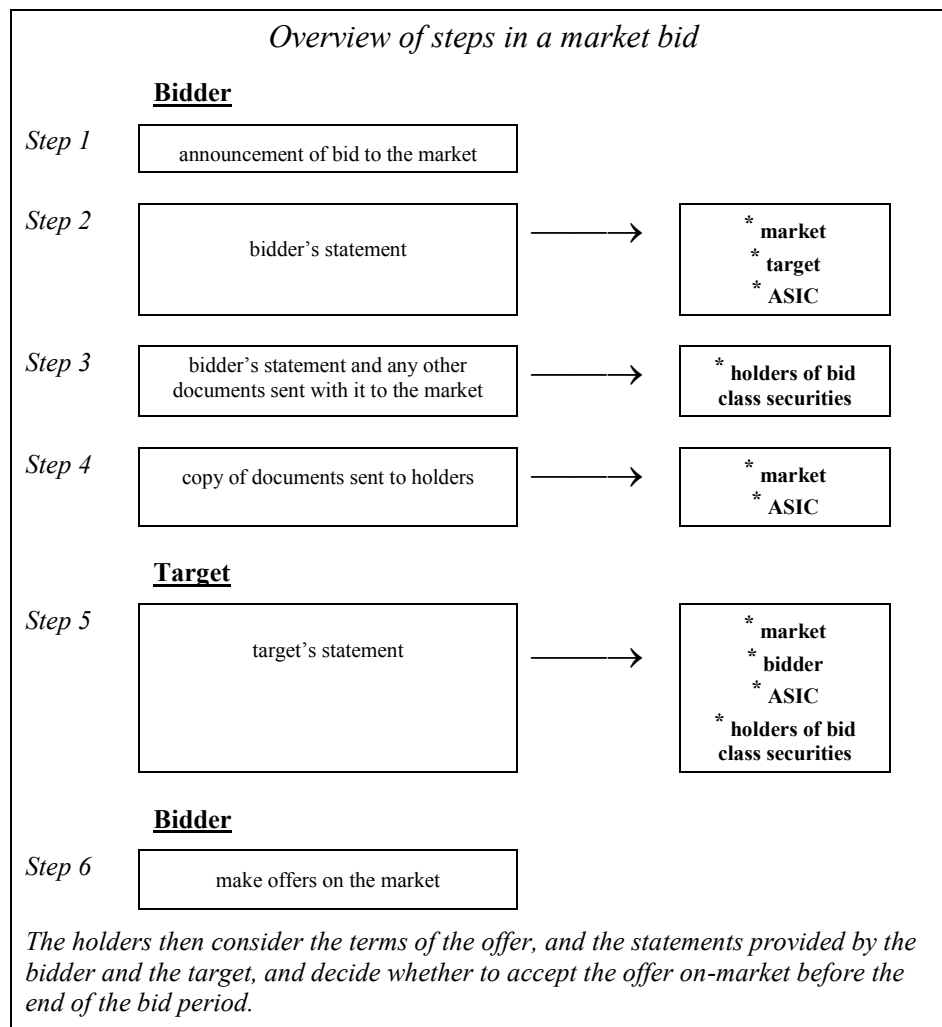 Overview of steps in a market bid
Bidder
Step 1
announcement of bid to the market
Step 2
bidder’s statement
* market
* target
* ASIC
Step 3
bidder’s statement and any other
documents sent with it to the market
* holders of bid
class securities
Step 4
copy of documents sent to holders
* market
* ASIC
Target
Step 5
target’s statement
* market
* bidder
* ASIC
* holders of bid
class securities
Bidder
Step 6
make offers on the market
The holders then consider the terms of the offer, and the statements provided by the
bidder and the target, and decide whether to accept the offer on-market before the
end of the bid period.